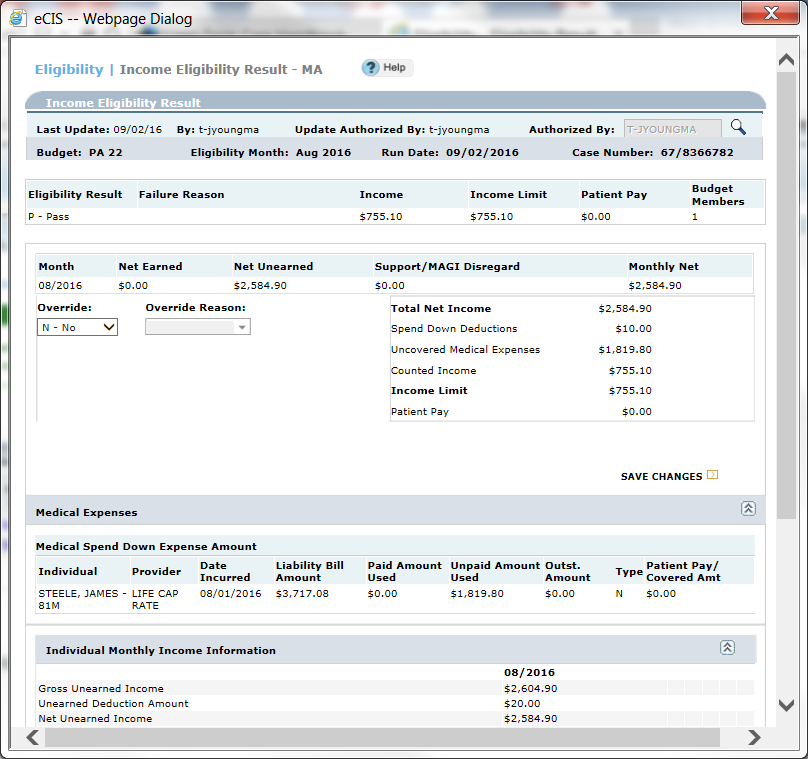 eCIS -- Webpage Dialog
Eligibility | Income Eligibility Result - MA
? Help
Income Eligibility Result
Last Update: 09/02/16 By: t-jyoungma Update Authorized By: t-jyoungma Authorized By: T-JYOUNGMA
Budget: PA 22 Eligibility Month: Aug 2016 Run Date: 09/02/2016 Case Number: 67/8366782
Eligibility Result Failure Reason Income Income Limit Patient Pay Budget Members
P - Pass $755.10 $755.10 $0.00 1
Month Net Earned Net Unearned Support/MAGI Disregard Monthly Net
08/2016 $0.00 $2,584.90 $0.00 $2,584.90
Override: Override Reason:
N - No
Total Net Income $2,584.90
Spend Down Deductions $10.00
Uncovered Medical Expenses $1,819.80
Counted Income $755.10
Income Limit $755.10
Patient Pay $0.00
SAVE CHANGES
Medical Expenses
Medical Spend Down Expense Amount
Individual Provider Date Incurred Liability Bill Amount Paid Amount Used Unpaid Amount Used Outst. Amount Type Patient Pay/ Covered Amt
STEELE, JAMES - 81M LIFE CAP RATE 08/01/2016 $3,717.08 $0.00 $1,819.80 $0.00 N $0.00
Individual Monthly Income Information
08/2016
Gross Unearned Income $2,604.90
Unearned Deduction Amount $20.00
Net Unearned Income $2,584.90